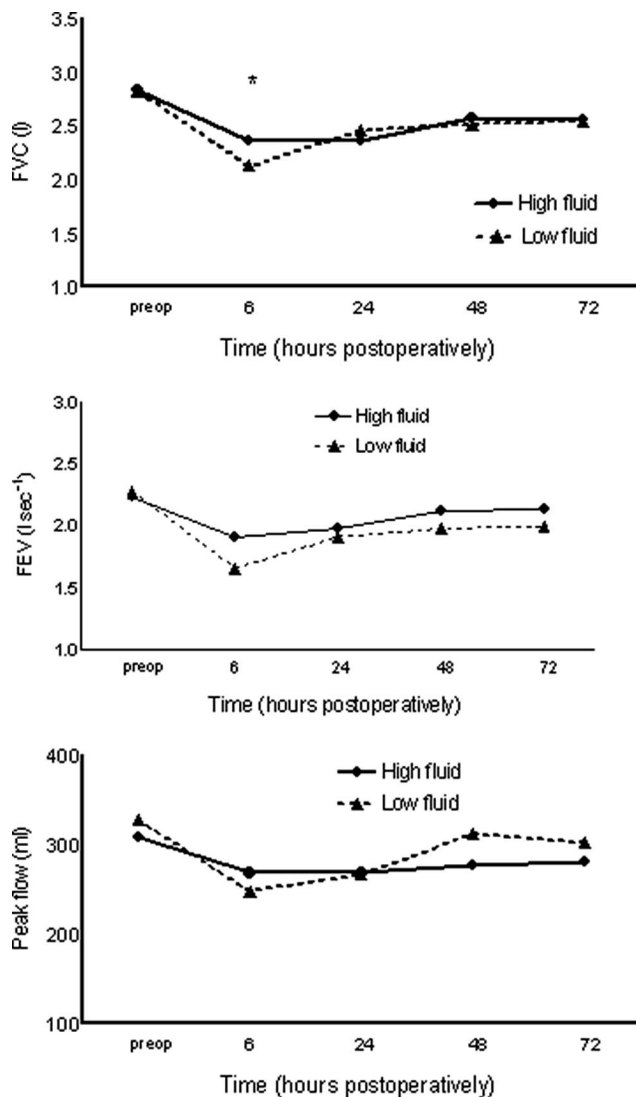 3.5
*
3.0
2.5
2.0
1.5
1.0
FVC (l)
High fluid
Low fluid
preop 6 24 48 72
Time (hours postoperatively)
3.0
2.5
2.0
1.5
1.0
FEV (l sec⁻¹)
High fluid
Low fluid
preop 6 24 48 72
Time (hours postoperatively)
400
300
200
100
Peak flow (ml)
High fluid
Low fluid
preop 6 24 48 72
Time (hours postoperatively)